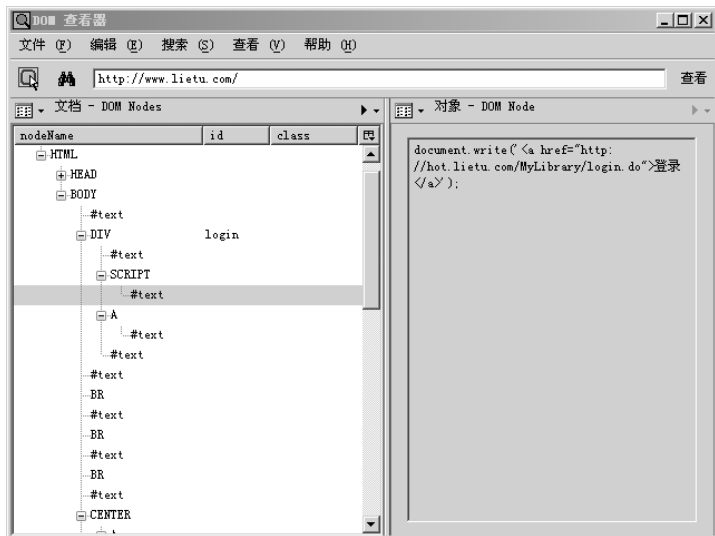 DOM 查看器
文件 (F) 编辑 (E) 搜索 (S) 查看 (V) 帮助 (H)
http://www.lietu.com/ 查看
文档 - DOM Nodes
nodeName id class
HTML
HEAD
BODY
#text
DIV login
#text
SCRIPT
#text
A
#text
#text
#text
BR
#text
BR
#text
BR
#text
CENTER
对象 - DOM Node
document.write('<a href="http:
//hot.lietu.com/MyLibrary/login.do">登录
</a>');